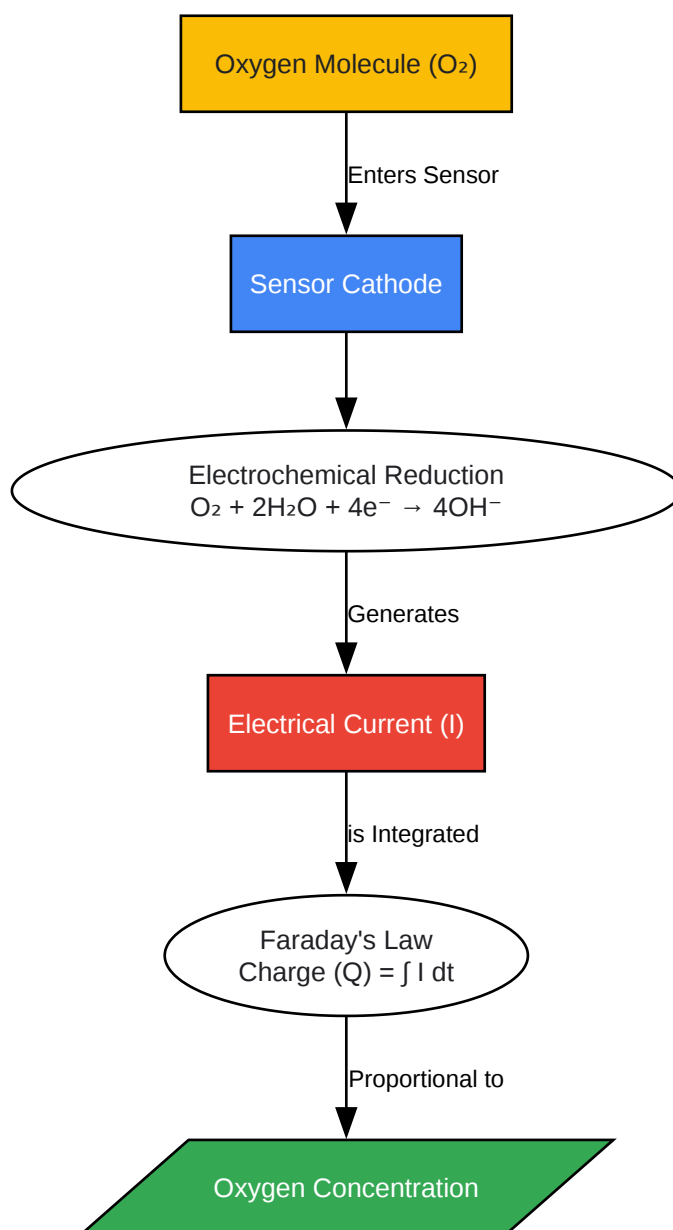 Oxygen Molecule (O₂)
Enters Sensor
Sensor Cathode
Electrochemical Reduction
O₂ + 2H₂O + 4e⁻ → 4OH⁻
Generates
Electrical Current (I)
is Integrated
Faraday's Law
Charge (Q) = ∫ I dt
Proportional to
Oxygen Concentration